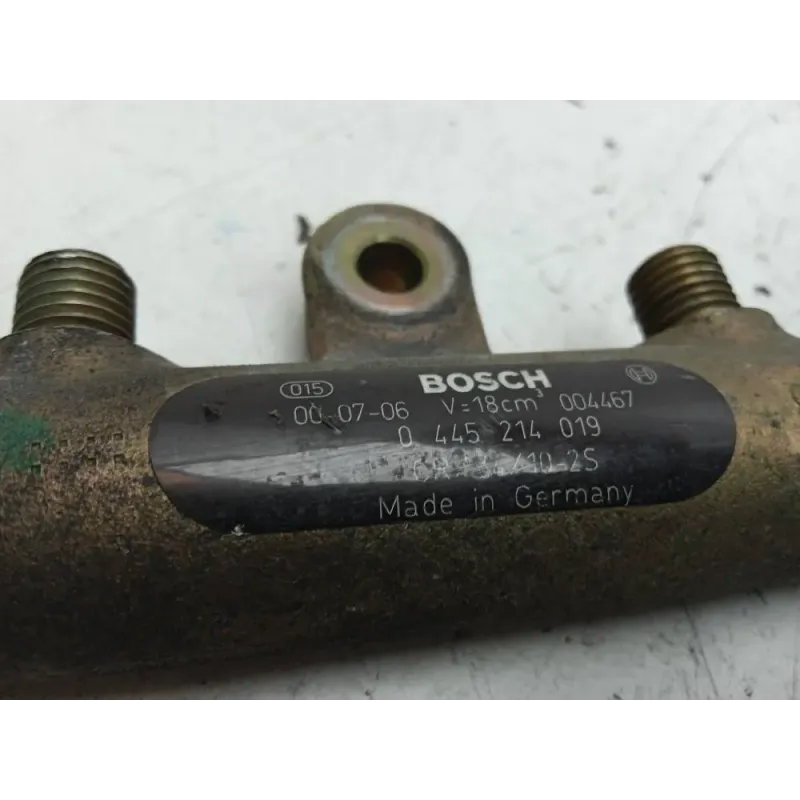 015 BOSCH
00-07-06 V=18cm³ 004467
0 445 214 019
Made in Germany